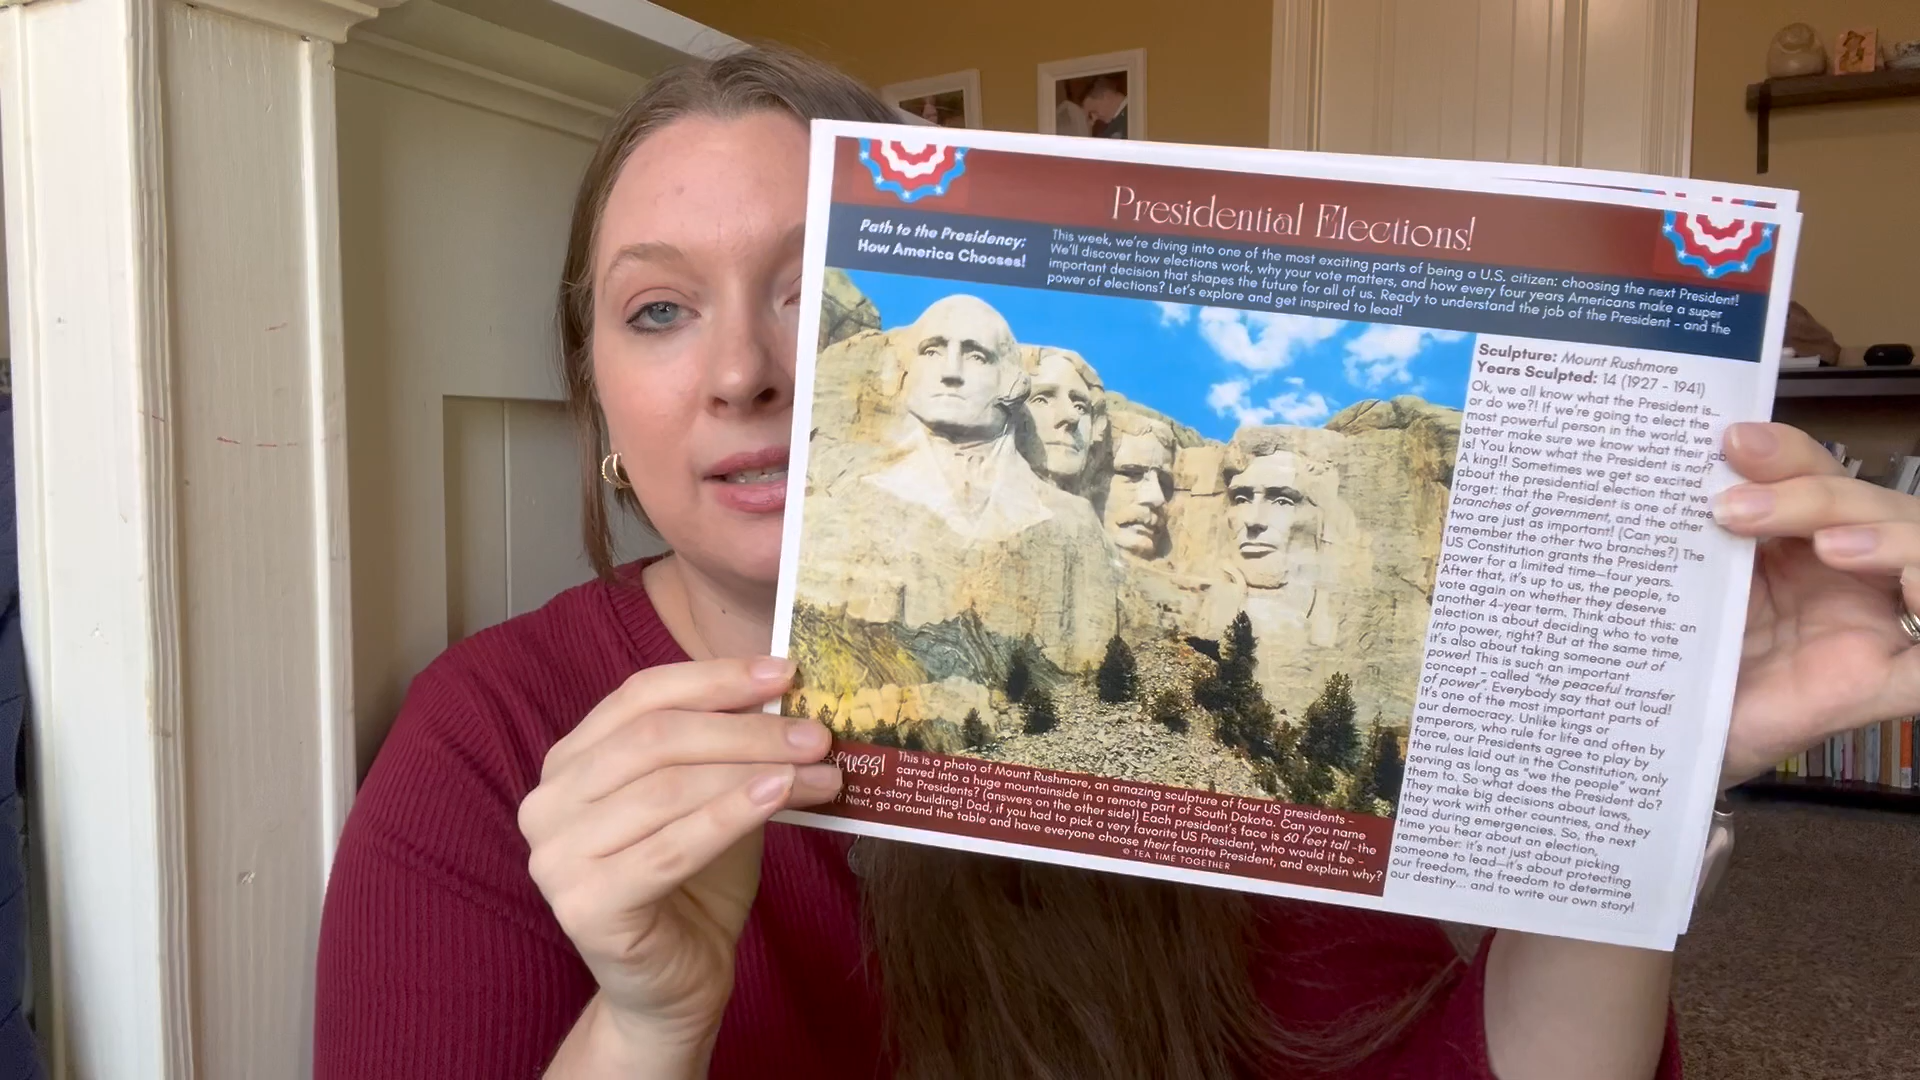 Presidential Elections!
Path to the Presidency;
How America Chooses!
This week, we're diving into one of the most exciting parts of being a U.S. citizen: choosing the next President!
We'll discover how elections work, why your vote matters, and how every four years Americans make a super
important decision that shapes the future for all of us. Ready to understand the job of the President - and the
power of elections? Let's explore and get inspired to lead!
Sculpture: Mount Rushmore
Years Sculpted: 14 (1927 - 1941)
Ok, we all know what the President is...
or do we?! If we're going to elect the
most powerful person in the world, we
better make sure we know what their job
is! You know what the President is not?
A king!! Sometimes we get so excited
about the presidential election that we
forget: that the President is one of three
branches of government, and the other
two are just as important! (Can you
remember the other two branches?) The
US Constitution grants the President
power for a limited time—four years.
After that, it's up to us, the people, to
vote again on whether they deserve
another 4-year term. Think about this: an
election is about deciding who to vote
into power, right? But at the same time,
it's also about taking someone out of
power! This is such an important
concept - called "the peaceful transfer
of power". Everybody say that out loud!
It's one of the most important parts of
our democracy. Unlike kings or
emperors, who rule for life and often by
force, our Presidents agree to play by
the rules laid out in the Constitution, only
serving as long as "we the people" want
them to. So what does the President do?
They make big decisions about laws,
they work with other countries, and they
lead during emergencies. So, the next
time you hear about an election,
remember: it's not just about picking
someone to lead—it's about protecting
our freedom, the freedom to determine
our destiny... and to write our own story!
This is a photo of Mount Rushmore, an amazing sculpture of four US presidents -
carved into a huge mountainside in a remote part of South Dakota. Can you name
the Presidents? (answers on the other side!) Each president's face is 60 feet tall -the
as a 6-story building! Dad, if you had to pick a very favorite US President, who would it be -
? Next, go around the table and have everyone choose their favorite President, and explain why?
© TEA TIME TOGETHER